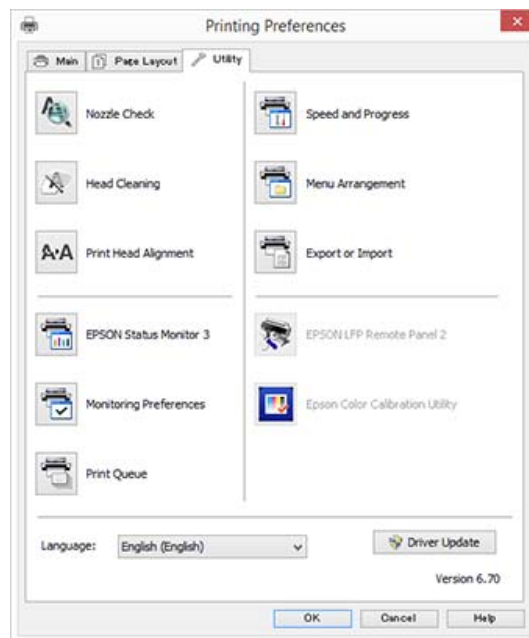 Printing Preferences
Main
Page Layout
Utility
Nozzle Check
Speed and Progress
Head Cleaning
Menu Arrangement
A·A
Print Head Alignment
Export or Import
EPSON Status Monitor 3
EPSON LFP Remote Panel 2
Monitoring Preferences
Epson Color Calibration Utility
Print Queue
Language:
English (English)
Driver Update
Version 6.70
OK
Cancel
Help